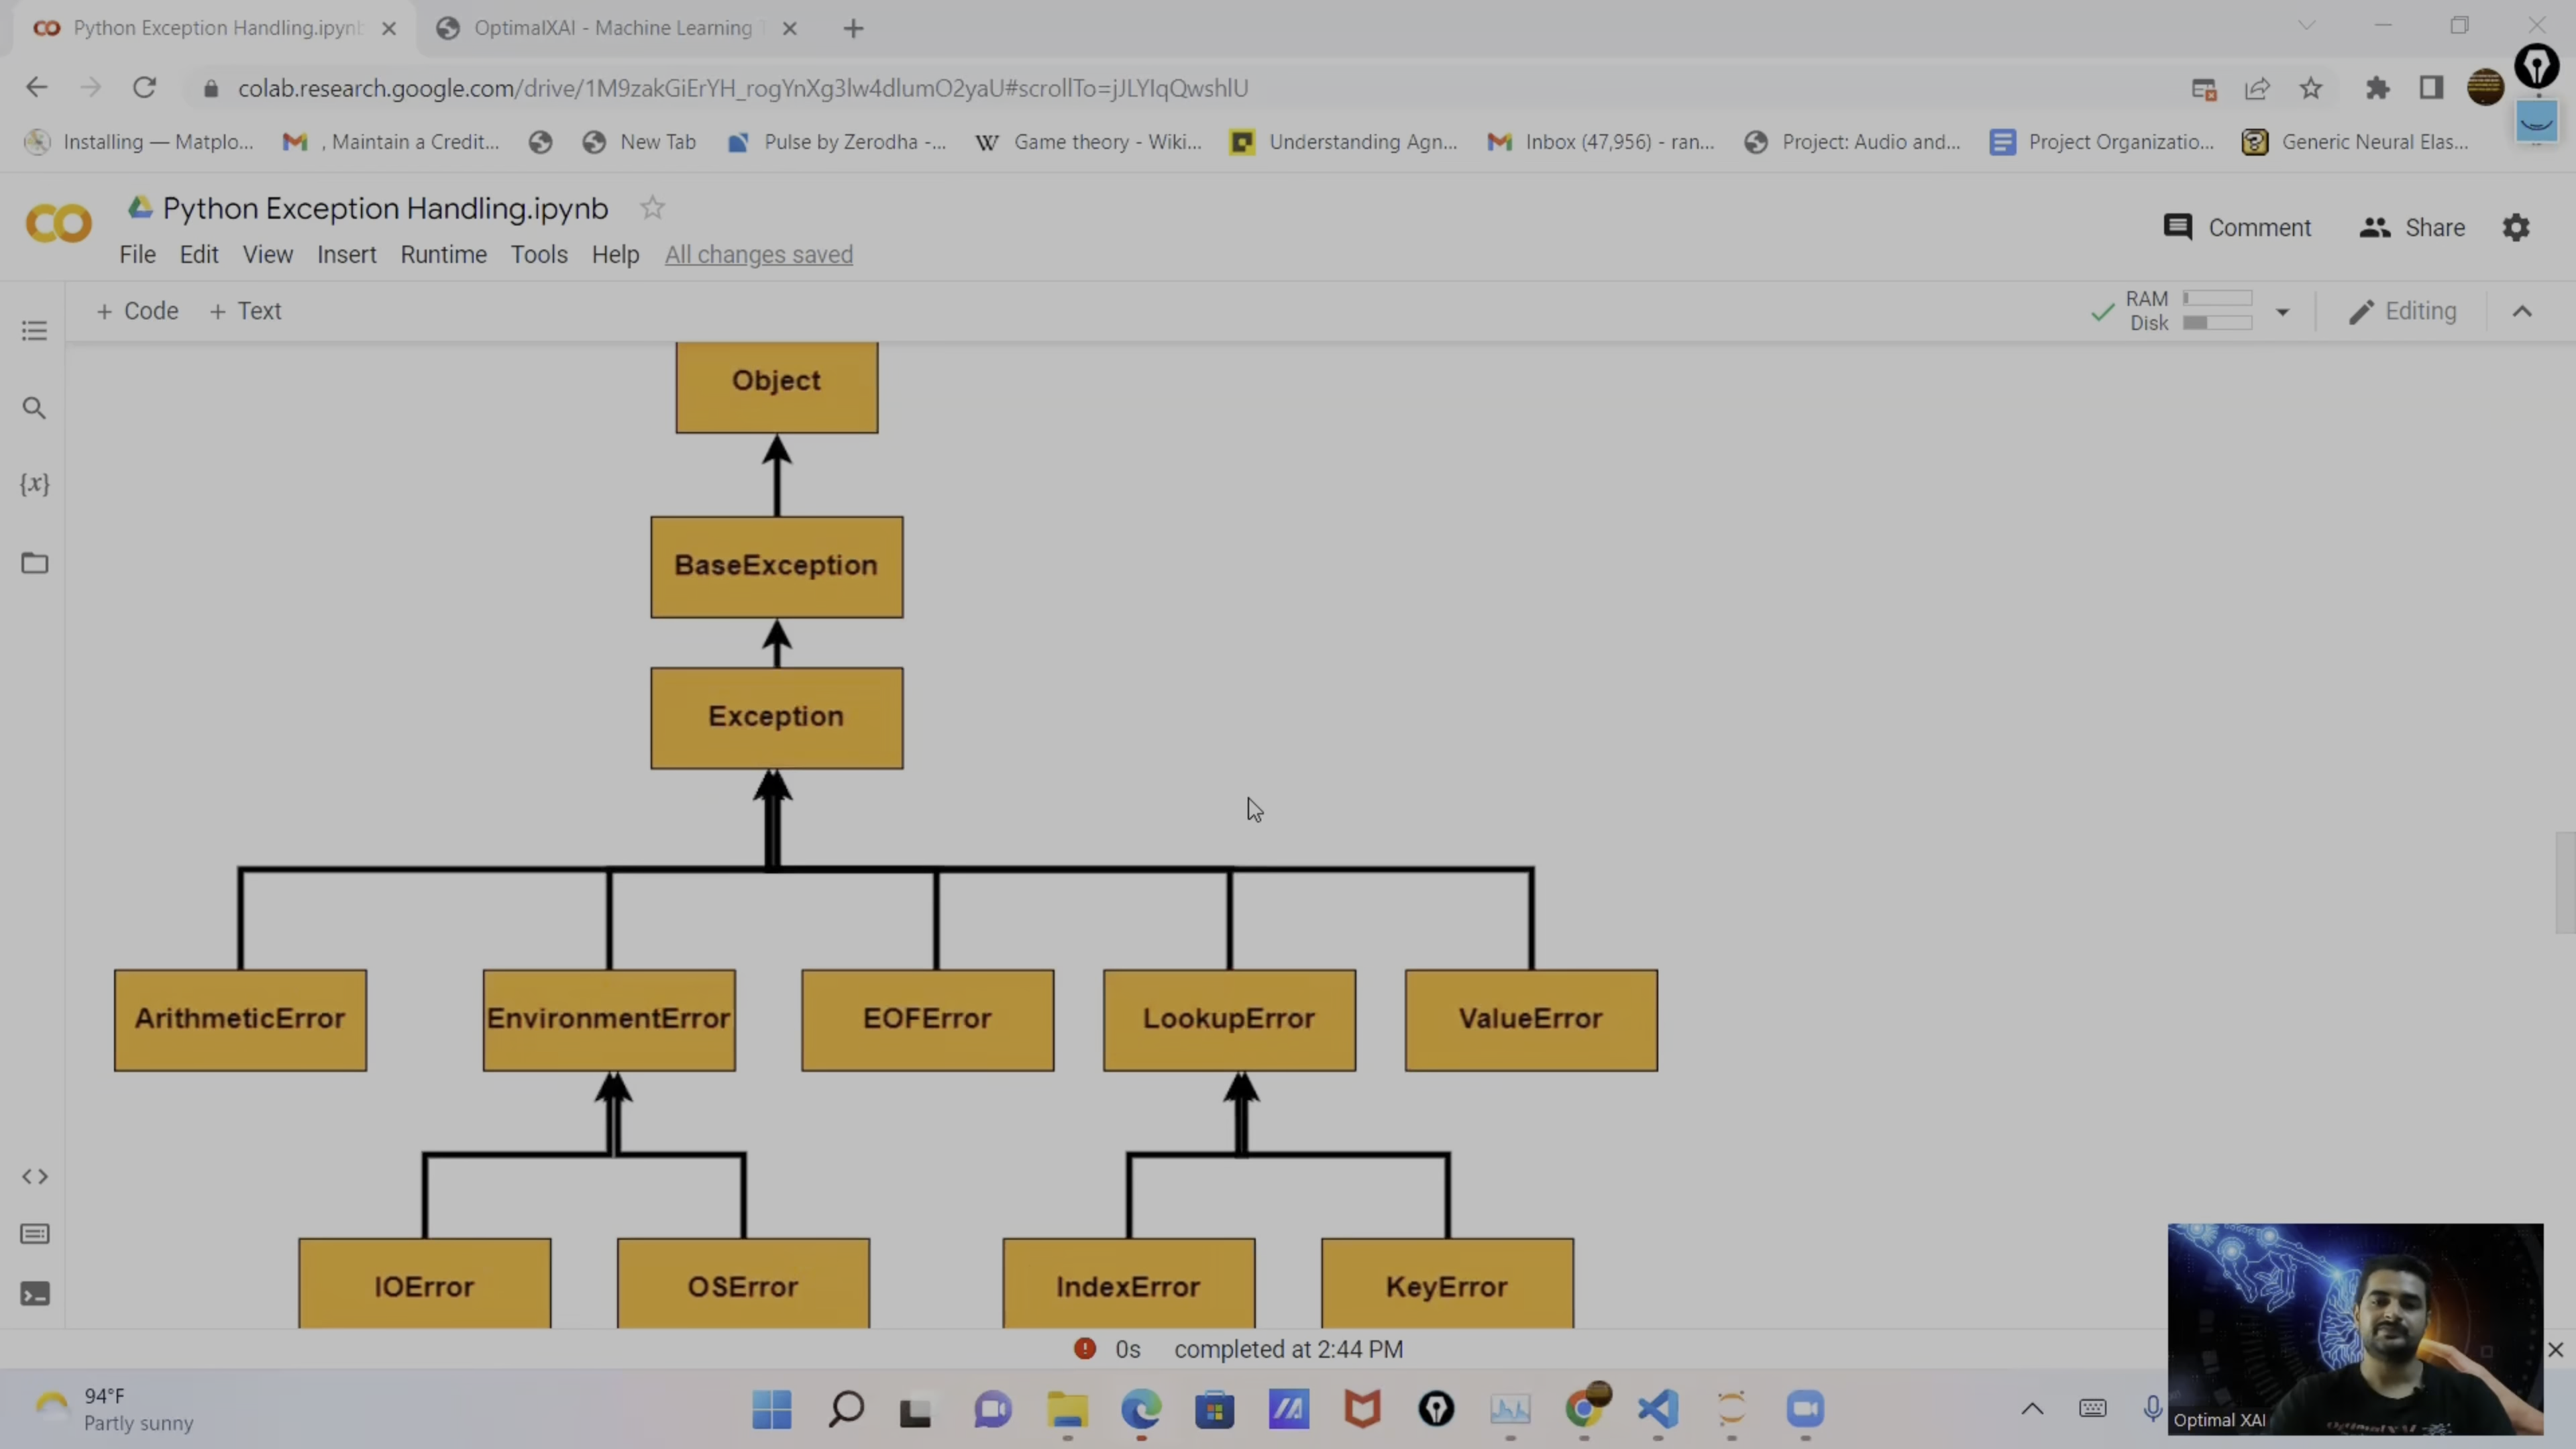 Python Exception Handling.ipynb
OptimalXAI - Machine Learning
colab.research.google.com/drive/1M9zakGiErYH_rogYnXg3lw4dlumO2yaU#scrollTo=jJLYIqQwshlU
Installing — Matplo...
, Maintain a Credit...
New Tab
Pulse by Zerodha -...
Game theory - Wiki...
Understanding Agn...
Inbox (47,956) - ran...
Project: Audio and...
Project Organizatio...
Generic Neural Elas...
Python Exception Handling.ipynb
Comment
Share
File Edit View Insert Runtime Tools Help All changes saved
+ Code + Text
RAM
Disk
Editing
{x}
Object
BaseException
Exception
ArithmeticError
EnvironmentError
EOFError
LookupError
ValueError
IOError
OSError
IndexError
KeyError
0s completed at 2:44 PM
94°F
Partly sunny
Optimal XAI